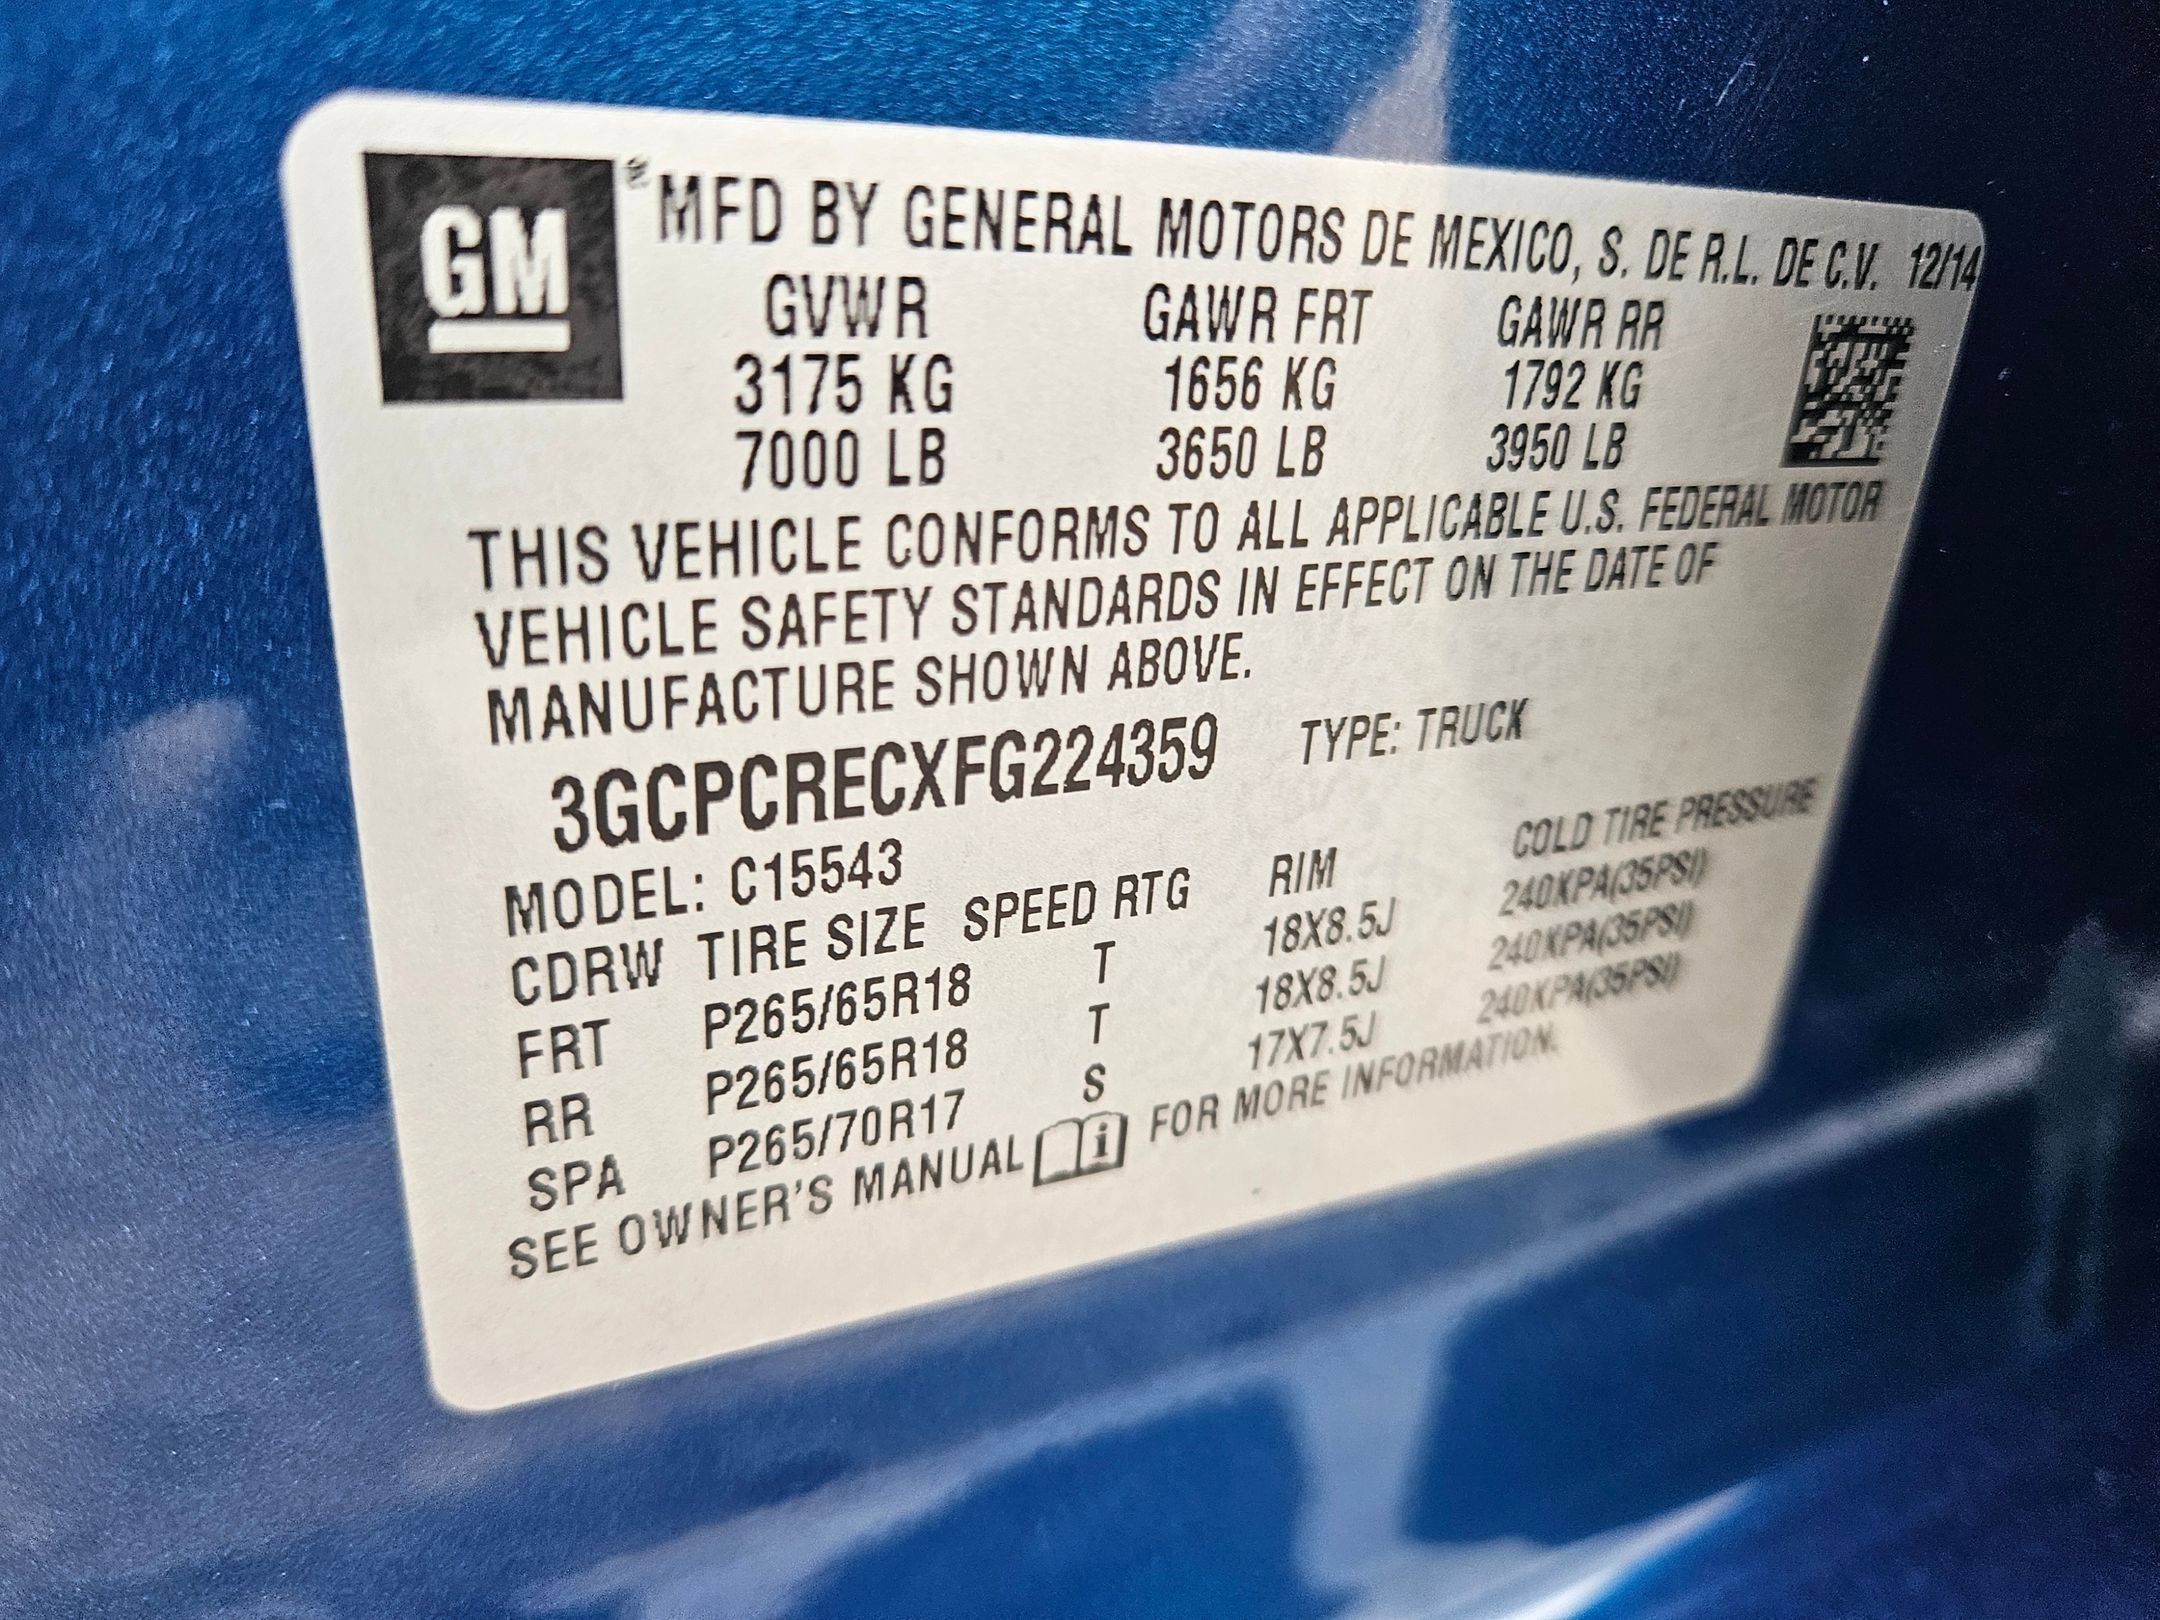 GM ® MFD BY GENERAL MOTORS DE MEXICO, S. DE R.L. DE C.V. 12/14
GVWR GAWR FRT GAWR RR
3175 KG 1656 KG 1792 KG
7000 LB 3650 LB 3950 LB
THIS VEHICLE CONFORMS TO ALL APPLICABLE U.S. FEDERAL MOTOR
VEHICLE SAFETY STANDARDS IN EFFECT ON THE DATE OF
MANUFACTURE SHOWN ABOVE.
3GCPCRECXFG224359 TYPE: TRUCK
MODEL: C15543
CDRW TIRE SIZE SPEED RTG RIM COLD TIRE PRESSURE
FRT P265/65R18 T 18X8.5J 240KPA(35PSI)
RR P265/65R18 T 18X8.5J 240KPA(35PSI)
SPA P265/70R17 S 17X7.5J 240KPA(35PSI)
SEE OWNER'S MANUAL i FOR MORE INFORMATION.